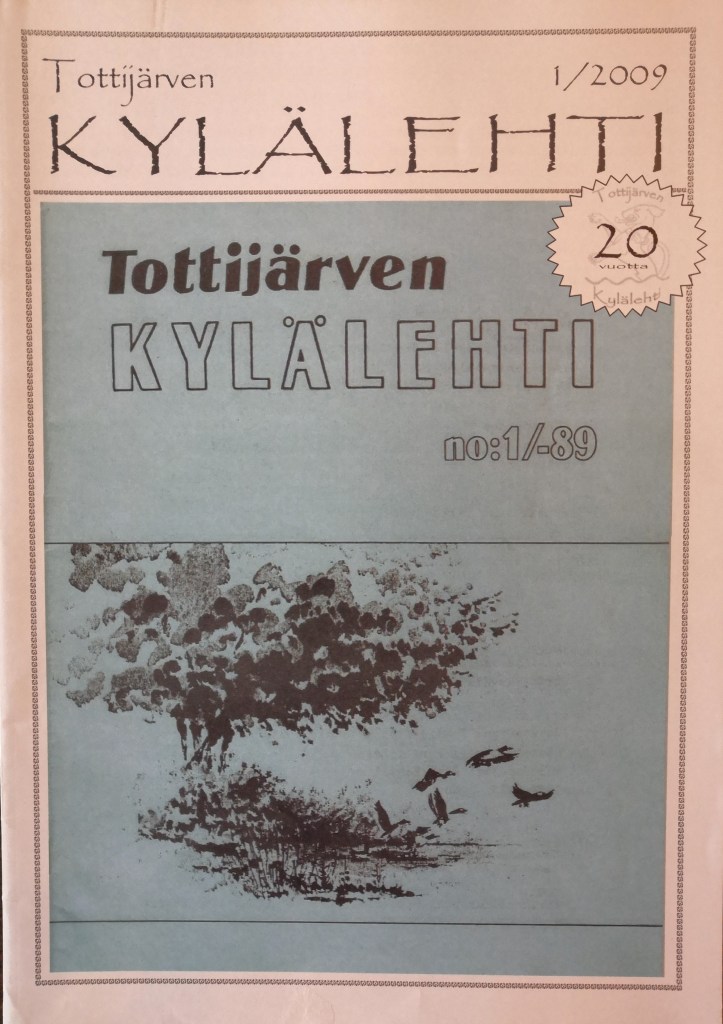 Tottijärven
1/2009
KYLÄLEHTI
Tottijärven
20
vuotta
Kylälehti
Tottijärven
KYLÄLEHTI
no:1/-89